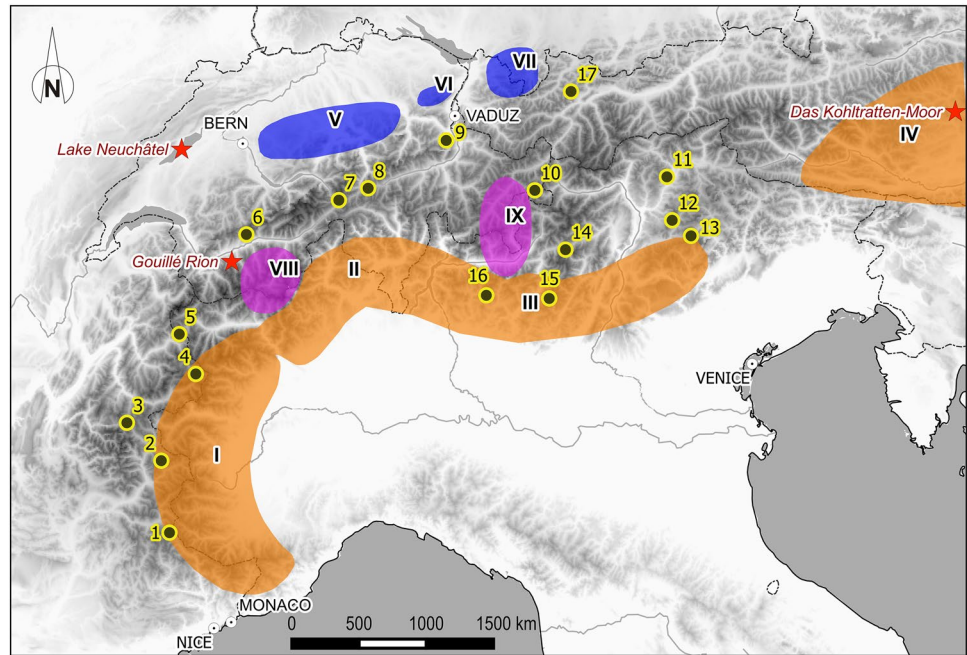 N
VII
17
VI
Das Kohltratten-Moor
V
VADUZ
BERN
IV
Lake Neuchâtel
9
11
8
10
7
IX
12
6
13
14
Gouillé Rion
VIII
II
16
15
III
5
4
VENICE
3
2
I
1
MONACO
NICE
0 500 1000 1500 km